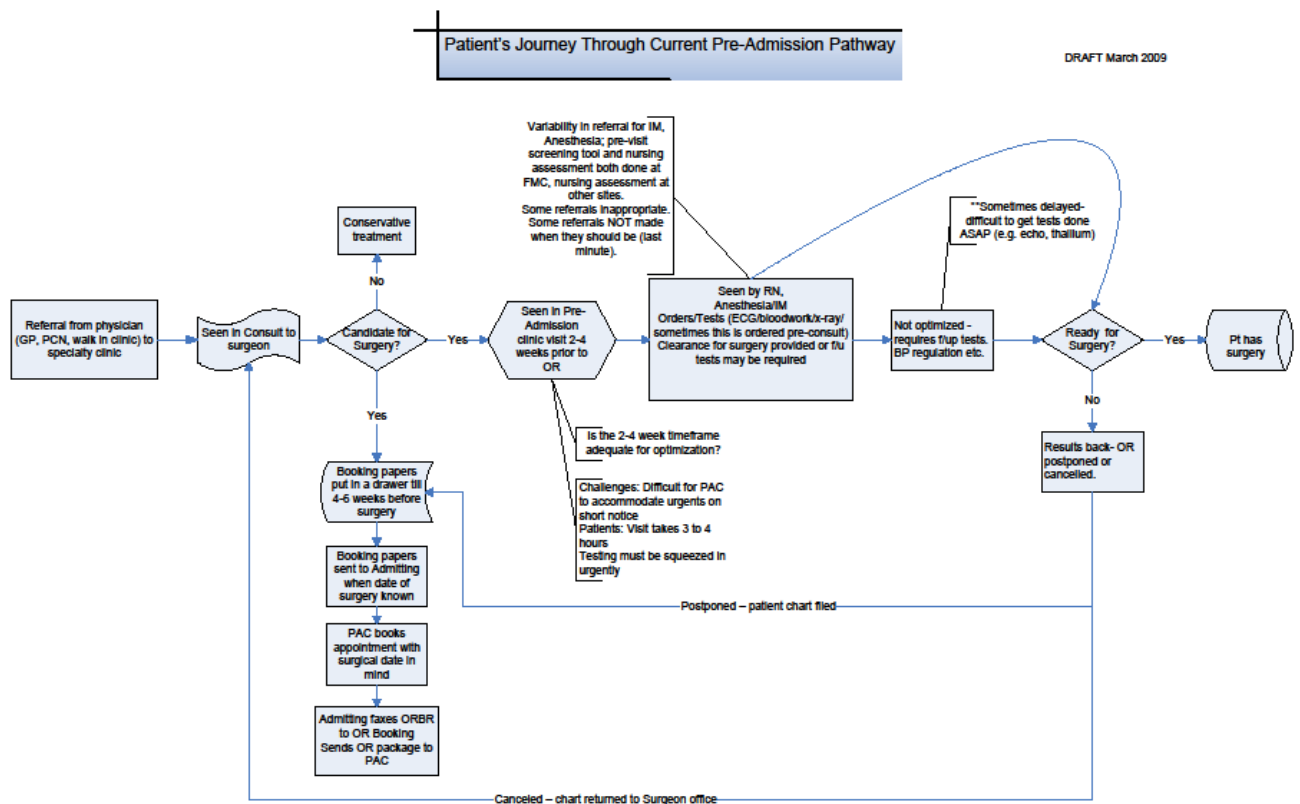 Patient's Journey Through Current Pre-Admission Pathway
DRAFT March 2009
Variability in referral for IM,
Anesthesia; pre-visit
screening tool and nursing
assessment both done at
FMC, nursing assessment at
other sites.
Some referrals inappropriate.
Some referrals NOT made
when they should be (last
minute).
**Sometimes delayed-
difficult to get tests done
ASAP (e.g. echo, thallium)
Conservative
treatment
No
Referral from physician
(GP, PCN, walk in clinic) to
specialty clinic
Seen in Consult to
surgeon
Candidate for
Surgery?
Yes
Seen in Pre-
Admission
clinic visit 2-4
weeks prior to
OR
Seen by RN,
Anesthesia/IM
Orders/Tests (ECG/bloodwork/x-ray/
sometimes this is ordered pre-consult)
Clearance for surgery provided or f/u
tests may be required
Not optimized -
requires f/up tests.
BP regulation etc.
Ready for
Surgery?
Yes
Pt has
surgery
Yes
No
Is the 2-4 week timeframe
adequate for optimization?
Results back- OR
postponed or
cancelled.
Booking papers
put in a drawer till
4-6 weeks before
surgery
Challenges: Difficult for PAC
to accommodate urgents on
short notice
Patients: Visit takes 3 to 4
hours
Testing must be squeezed in
urgently
Booking papers
sent to Admitting
when date of
surgery known
Postponed – patient chart filed
PAC books
appointment with
surgical date in
mind
Admitting faxes ORBR
to OR Booking
Sends OR package to
PAC
Canceled – chart returned to Surgeon office